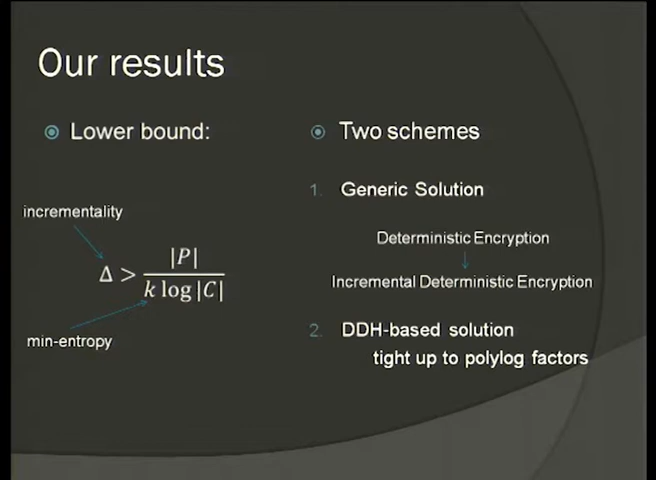 Our results
Lower bound:
incrementality
Δ > |P| / k log|C|
min-entropy
Two schemes
1. Generic Solution
Deterministic Encryption
Incremental Deterministic Encryption
2. DDH-based solution
tight up to polylog factors